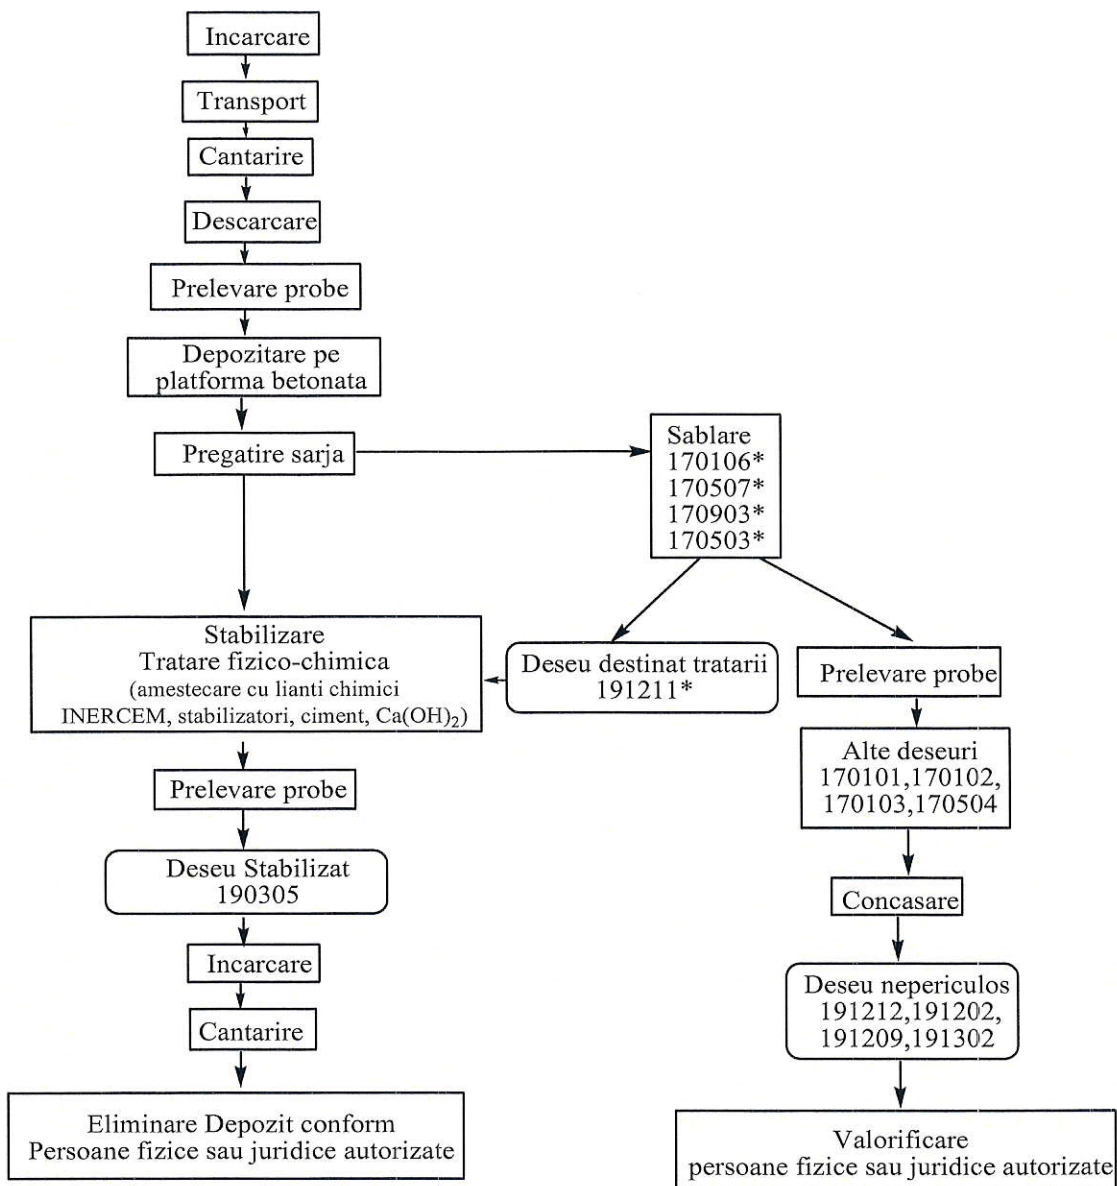 Incarcare
Transport
Cantarire
Descarcare
Prelevare probe
Depozitare pe
platforma betonata
Pregatire sarja
Sablare
170106*
170507*
170903*
170503*
Stabilizare
Tratare fizico-chimica
(amestecare cu lianti chimici
INERCEM, stabilizatori, ciment, Ca(OH)₂)
Deseu destinat tratarii
191211*
Prelevare probe
Alte deseuri
170101,170102,
170103,170504
Prelevare probe
Deseu Stabilizat
190305
Concasare
Incarcare
Deseu nepericulos
191212,191202,
191209,191302
Cantarire
Eliminare Depozit conform
Persoane fizice sau juridice autorizate
Valorificare
persoane fizice sau juridice autorizate